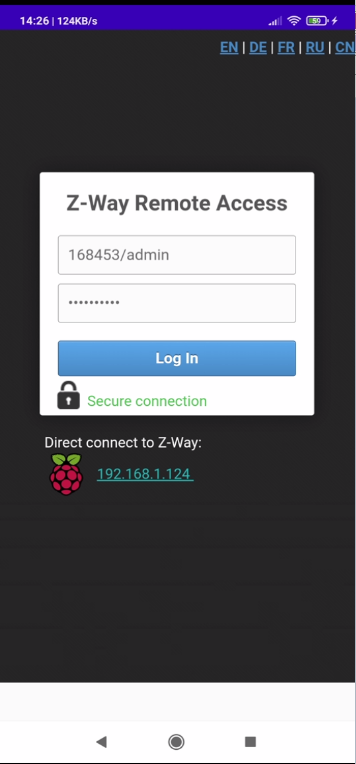 14:26 | 124KB/s
59
EN | DE | FR | RU | CN
Z-Way Remote Access
168453/admin
••••••••••
Log In
Secure connection
Direct connect to Z-Way:
192.168.1.124